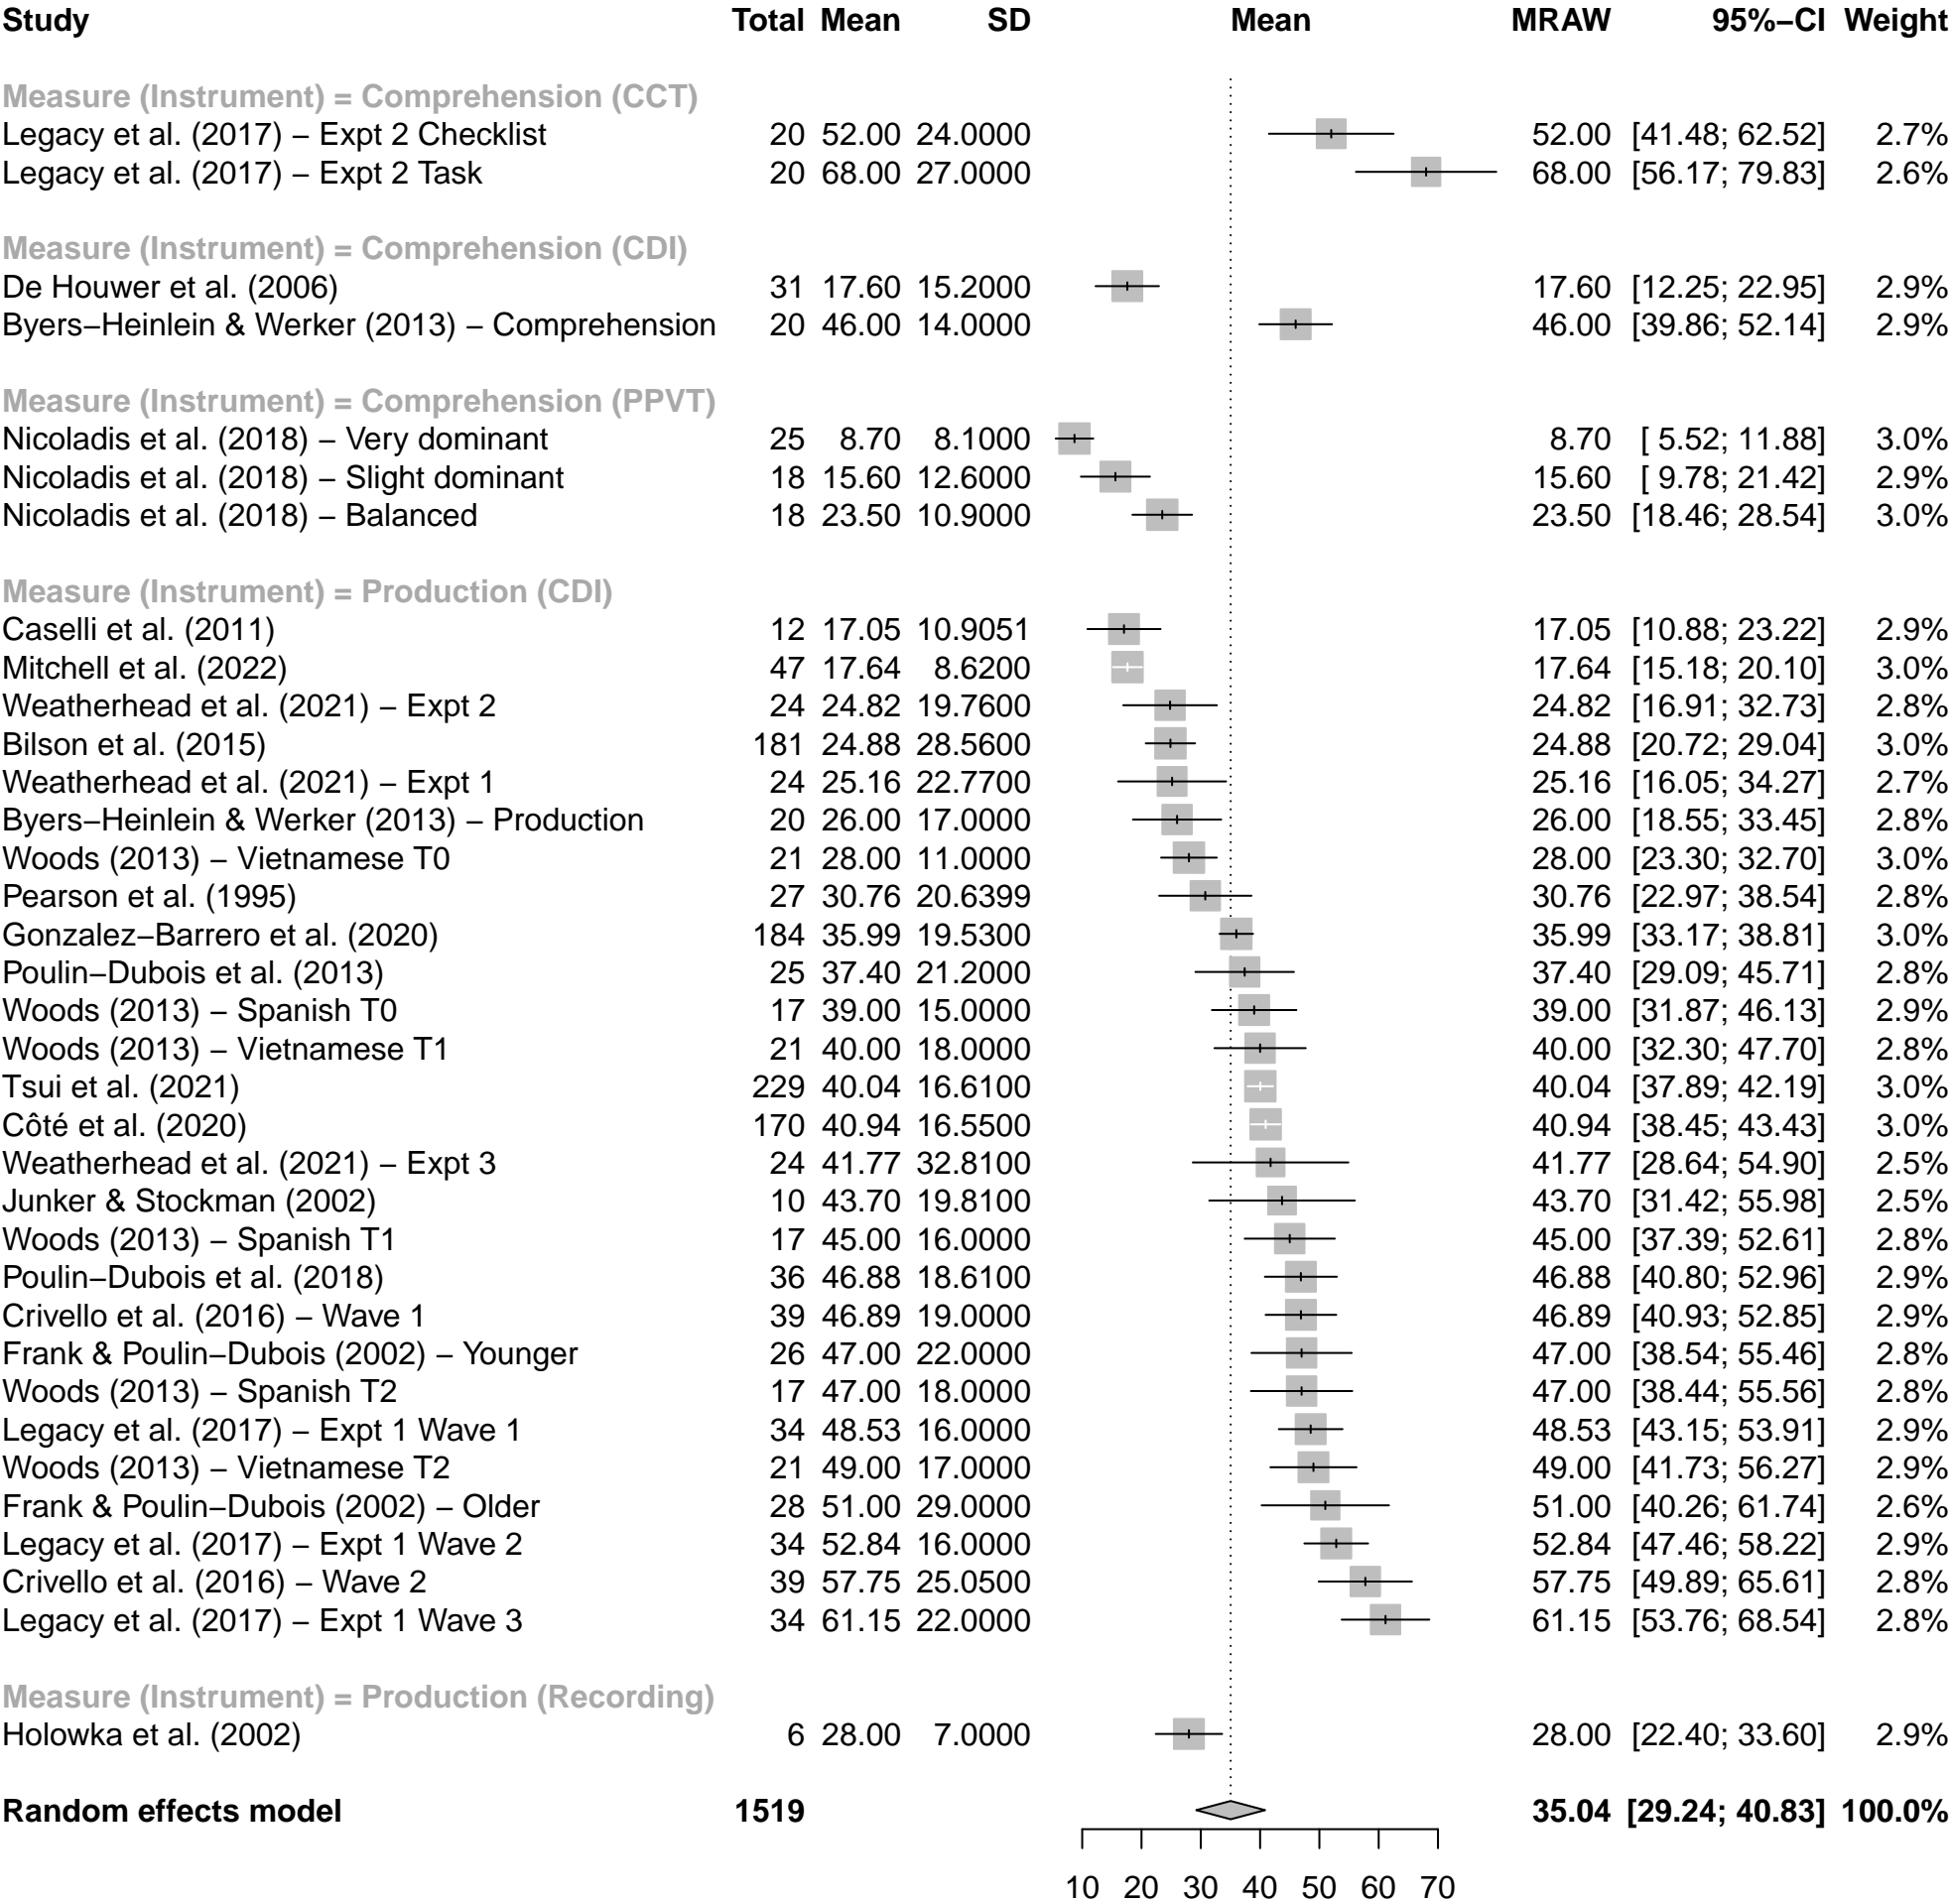 Study Total Mean SD Mean MRAW 95%−CI Weight
Measure (Instrument) = Comprehension (CCT)
Legacy et al. (2017) − Expt 2 Checklist 20 52.00 24.0000 52.00 [41.48; 62.52] 2.7%
Legacy et al. (2017) − Expt 2 Task 20 68.00 27.0000 68.00 [56.17; 79.83] 2.6%
Measure (Instrument) = Comprehension (CDI)
De Houwer et al. (2006) 31 17.60 15.2000 17.60 [12.25; 22.95] 2.9%
Byers−Heinlein & Werker (2013) − Comprehension 20 46.00 14.0000 46.00 [39.86; 52.14] 2.9%
Measure (Instrument) = Comprehension (PPVT)
Nicoladis et al. (2018) − Very dominant 25 8.70 8.1000 8.70 [ 5.52; 11.88] 3.0%
Nicoladis et al. (2018) − Slight dominant 18 15.60 12.6000 15.60 [ 9.78; 21.42] 2.9%
Nicoladis et al. (2018) − Balanced 18 23.50 10.9000 23.50 [18.46; 28.54] 3.0%
Measure (Instrument) = Production (CDI)
Caselli et al. (2011) 12 17.05 10.9051 17.05 [10.88; 23.22] 2.9%
Mitchell et al. (2022) 47 17.64 8.6200 17.64 [15.18; 20.10] 3.0%
Weatherhead et al. (2021) − Expt 2 24 24.82 19.7600 24.82 [16.91; 32.73] 2.8%
Bilson et al. (2015) 181 24.88 28.5600 24.88 [20.72; 29.04] 3.0%
Weatherhead et al. (2021) − Expt 1 24 25.16 22.7700 25.16 [16.05; 34.27] 2.7%
Byers−Heinlein & Werker (2013) − Production 20 26.00 17.0000 26.00 [18.55; 33.45] 2.8%
Woods (2013) − Vietnamese T0 21 28.00 11.0000 28.00 [23.30; 32.70] 3.0%
Pearson et al. (1995) 27 30.76 20.6399 30.76 [22.97; 38.54] 2.8%
Gonzalez−Barrero et al. (2020) 184 35.99 19.5300 35.99 [33.17; 38.81] 3.0%
Poulin−Dubois et al. (2013) 25 37.40 21.2000 37.40 [29.09; 45.71] 2.8%
Woods (2013) − Spanish T0 17 39.00 15.0000 39.00 [31.87; 46.13] 2.9%
Woods (2013) − Vietnamese T1 21 40.00 18.0000 40.00 [32.30; 47.70] 2.8%
Tsui et al. (2021) 229 40.04 16.6100 40.04 [37.89; 42.19] 3.0%
Côté et al. (2020) 170 40.94 16.5500 40.94 [38.45; 43.43] 3.0%
Weatherhead et al. (2021) − Expt 3 24 41.77 32.8100 41.77 [28.64; 54.90] 2.5%
Junker & Stockman (2002) 10 43.70 19.8100 43.70 [31.42; 55.98] 2.5%
Woods (2013) − Spanish T1 17 45.00 16.0000 45.00 [37.39; 52.61] 2.8%
Poulin−Dubois et al. (2018) 36 46.88 18.6100 46.88 [40.80; 52.96] 2.9%
Crivello et al. (2016) − Wave 1 39 46.89 19.0000 46.89 [40.93; 52.85] 2.9%
Frank & Poulin−Dubois (2002) − Younger 26 47.00 22.0000 47.00 [38.54; 55.46] 2.8%
Woods (2013) − Spanish T2 17 47.00 18.0000 47.00 [38.44; 55.56] 2.8%
Legacy et al. (2017) − Expt 1 Wave 1 34 48.53 16.0000 48.53 [43.15; 53.91] 2.9%
Woods (2013) − Vietnamese T2 21 49.00 17.0000 49.00 [41.73; 56.27] 2.9%
Frank & Poulin−Dubois (2002) − Older 28 51.00 29.0000 51.00 [40.26; 61.74] 2.6%
Legacy et al. (2017) − Expt 1 Wave 2 34 52.84 16.0000 52.84 [47.46; 58.22] 2.9%
Crivello et al. (2016) − Wave 2 39 57.75 25.0500 57.75 [49.89; 65.61] 2.8%
Legacy et al. (2017) − Expt 1 Wave 3 34 61.15 22.0000 61.15 [53.76; 68.54] 2.8%
Measure (Instrument) = Production (Recording)
Holowka et al. (2002) 6 28.00 7.0000 28.00 [22.40; 33.60] 2.9%
Random effects model 1519 35.04 [29.24; 40.83] 100.0%
10 20 30 40 50 60 70